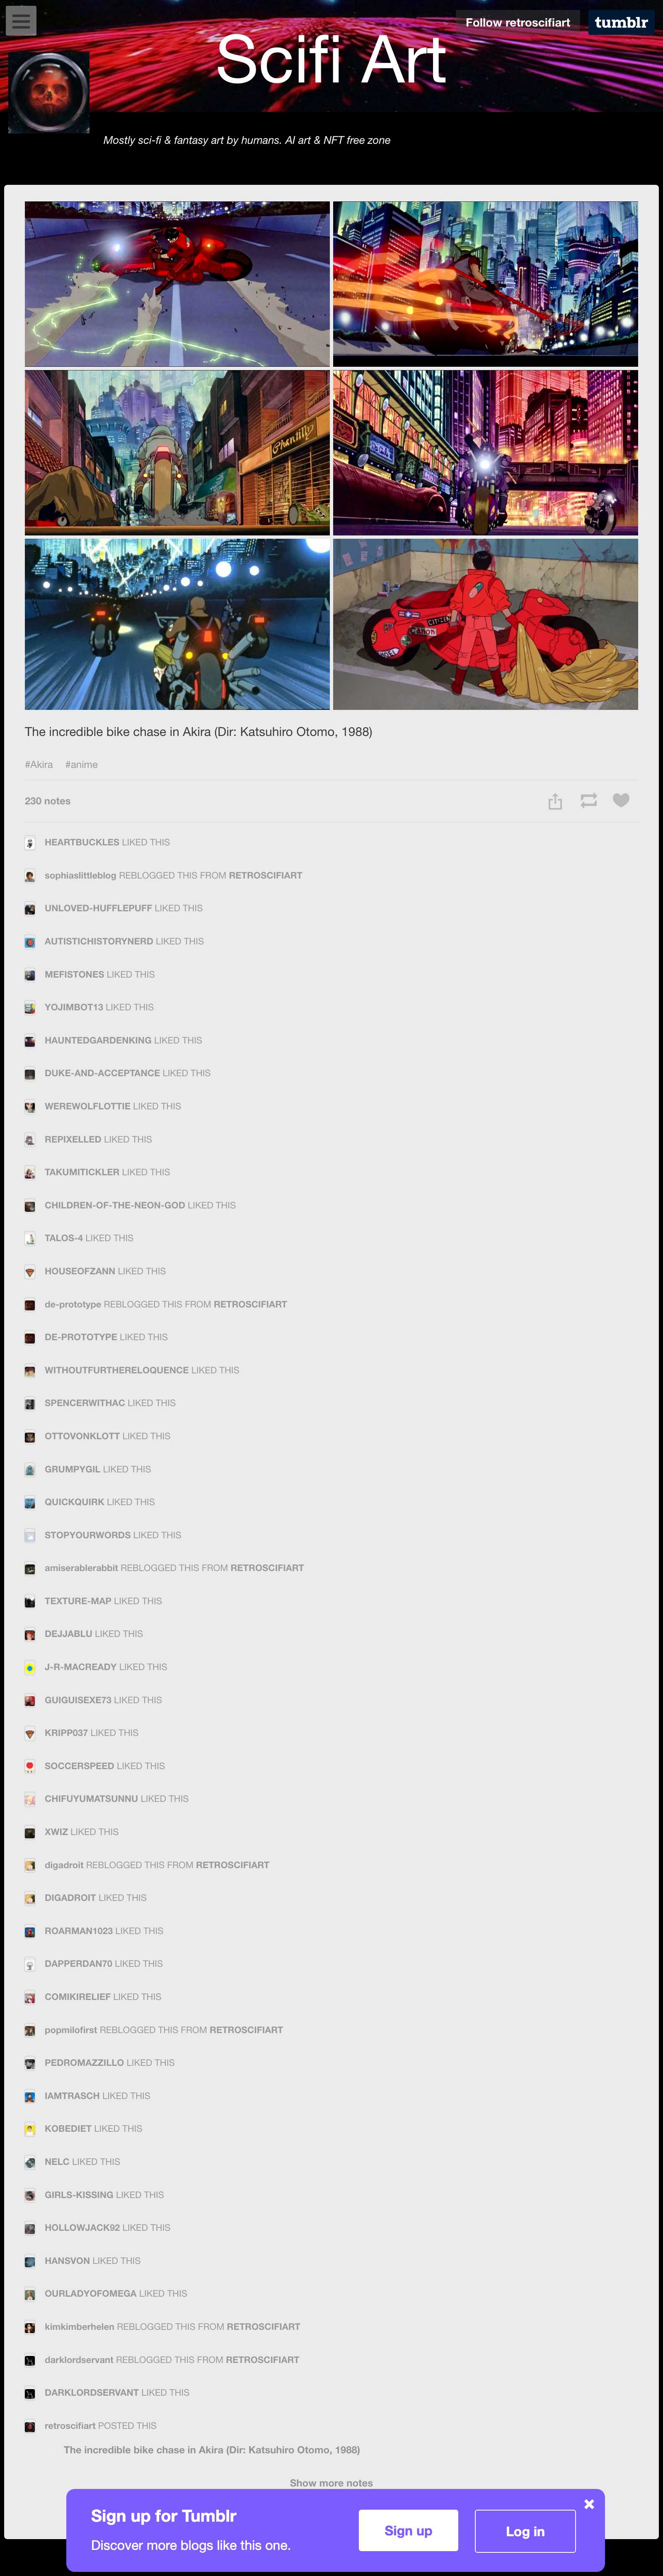 Follow retroscifiart
tumblr
Scifi Art
Mostly sci-fi & fantasy art by humans. AI art & NFT free zone
Chantilly
CITIZEN
Canon
The incredible bike chase in Akira (Dir: Katsuhiro Otomo, 1988)
#Akira #anime
230 notes
HEARTBUCKLES LIKED THIS
sophiaslittleblog REBLOGGED THIS FROM RETROSCIFIART
UNLOVED-HUFFLEPUFF LIKED THIS
AUTISTICHISTORYNERD LIKED THIS
MEFISTONES LIKED THIS
YOJIMBOT13 LIKED THIS
HAUNTEDGARDENKING LIKED THIS
DUKE-AND-ACCEPTANCE LIKED THIS
WEREWOLFLOTTIE LIKED THIS
REPIXELLED LIKED THIS
TAKUMITICKLER LIKED THIS
CHILDREN-OF-THE-NEON-GOD LIKED THIS
TALOS-4 LIKED THIS
HOUSEOFZANN LIKED THIS
de-prototype REBLOGGED THIS FROM RETROSCIFIART
DE-PROTOTYPE LIKED THIS
WITHOUTFURTHERELOQUENCE LIKED THIS
SPENCERWITHAC LIKED THIS
OTTOVONKLOTT LIKED THIS
GRUMPYGIL LIKED THIS
QUICKQUIRK LIKED THIS
STOPYOURWORDS LIKED THIS
amiserablerabbit REBLOGGED THIS FROM RETROSCIFIART
TEXTURE-MAP LIKED THIS
DEJJABLU LIKED THIS
J-R-MACREADY LIKED THIS
GUIGUISEXE73 LIKED THIS
KRIPP037 LIKED THIS
SOCCERSPEED LIKED THIS
CHIFUYUMATSUNNU LIKED THIS
XWIZ LIKED THIS
digadroit REBLOGGED THIS FROM RETROSCIFIART
DIGADROIT LIKED THIS
ROARMAN1023 LIKED THIS
DAPPERDAN70 LIKED THIS
COMIKIRELIEF LIKED THIS
popmilofirst REBLOGGED THIS FROM RETROSCIFIART
PEDROMAZZILLO LIKED THIS
IAMTRASCH LIKED THIS
KOBEDIET LIKED THIS
NELC LIKED THIS
GIRLS-KISSING LIKED THIS
HOLLOWJACK92 LIKED THIS
HANSVON LIKED THIS
OURLADYOFOMEGA LIKED THIS
kimkimberhelen REBLOGGED THIS FROM RETROSCIFIART
darklordservant REBLOGGED THIS FROM RETROSCIFIART
DARKLORDSERVANT LIKED THIS
retroscifiart POSTED THIS
The incredible bike chase in Akira (Dir: Katsuhiro Otomo, 1988)
Show more notes
Sign up for Tumblr
Discover more blogs like this one.
Sign up
Log in